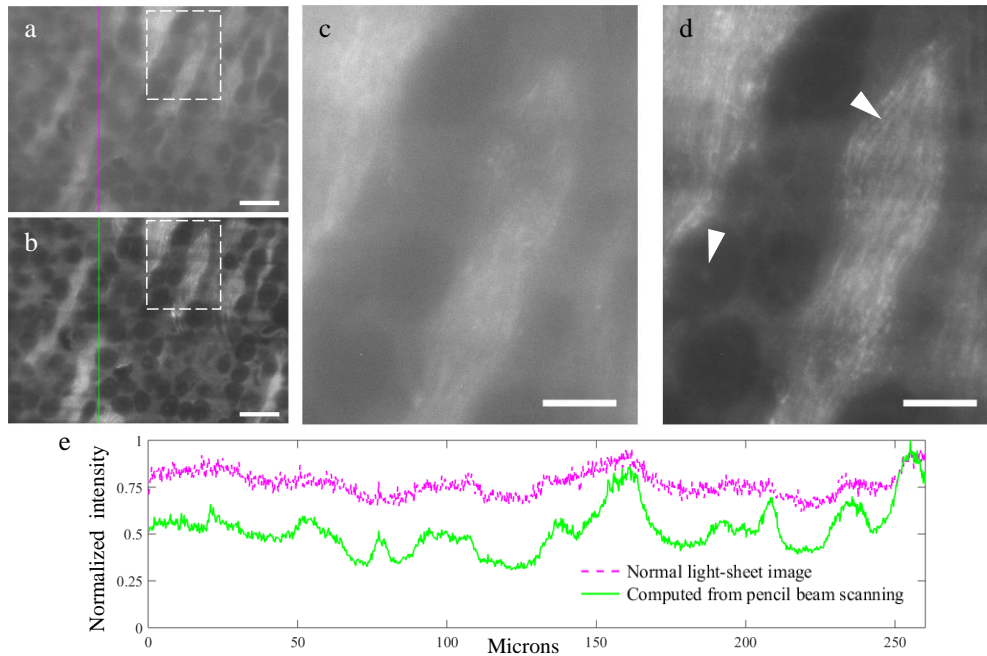 a
b
c
d
e
Normalized intensity
1
0.75
0.5
0.25
0
Normal light-sheet image
Computed from pencil beam scanning
0
50
100
150
200
250
Microns